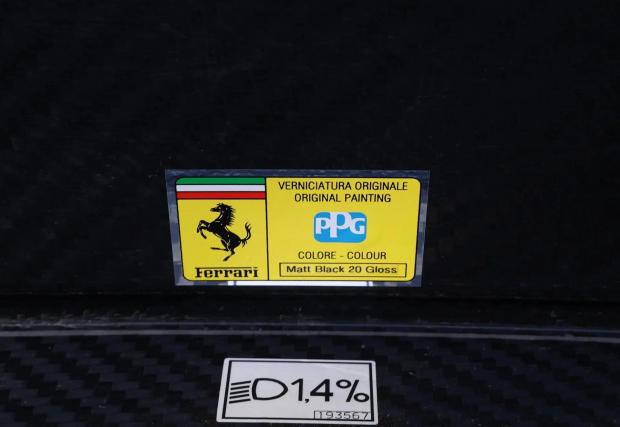 VERNICIATURA ORIGINALE
ORIGINAL PAINTING
PPG
COLORE - COLOUR
Ferrari
Matt Black 20 Gloss
1,4%
193567